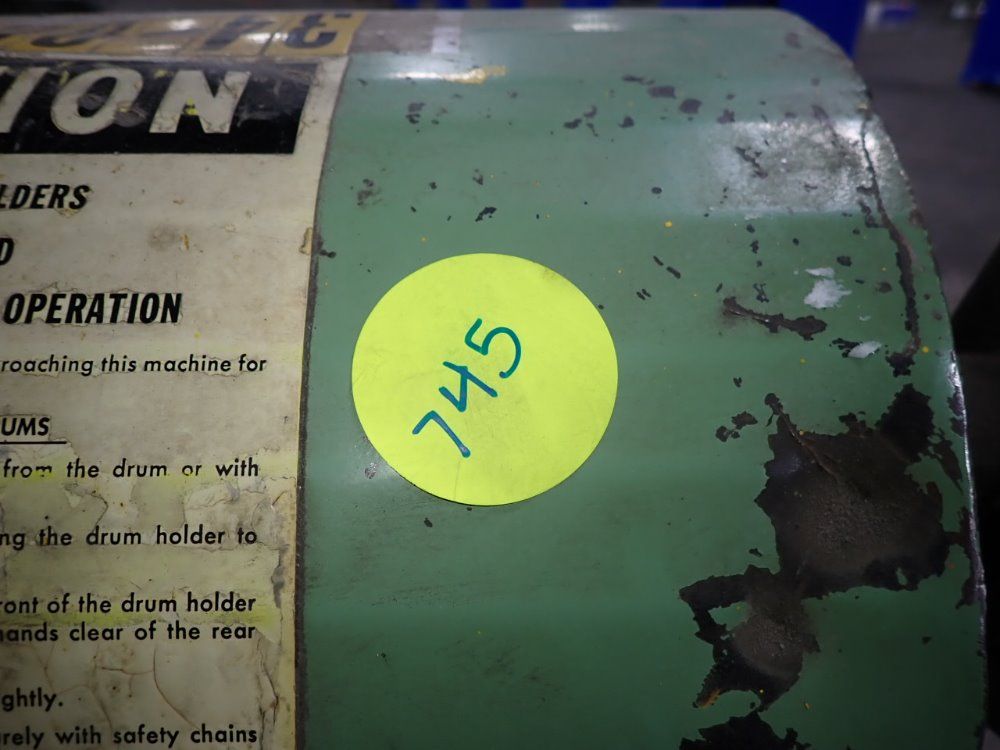 ION
LDERS
D
OPERATION
roaching this machine for
UMS
from the drum or with
ng the drum holder to
ront of the drum holder
hands clear of the rear
ghtly.
rely with safety chains
745